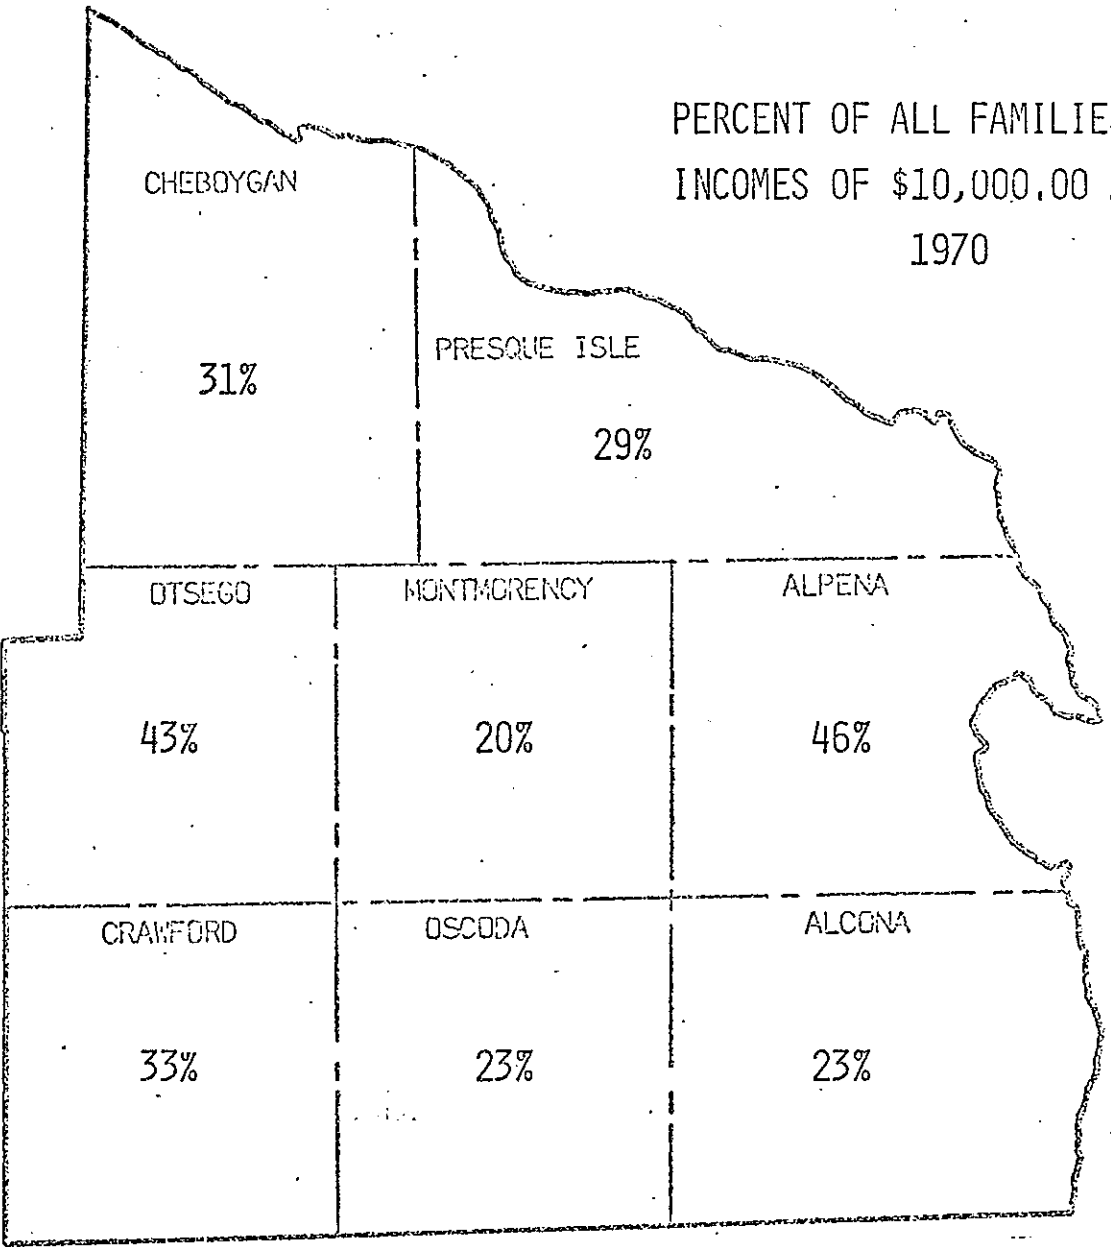 PERCENT OF ALL FAMILIES
INCOMES OF $10,000.00
1970
CHEBOYGAN
31%
PRESQUE ISLE
29%
OTSEGO
MONTMORENCY
ALPENA
43%
20%
46%
CRAWFORD
OSCODA
ALCONA
33%
23%
23%